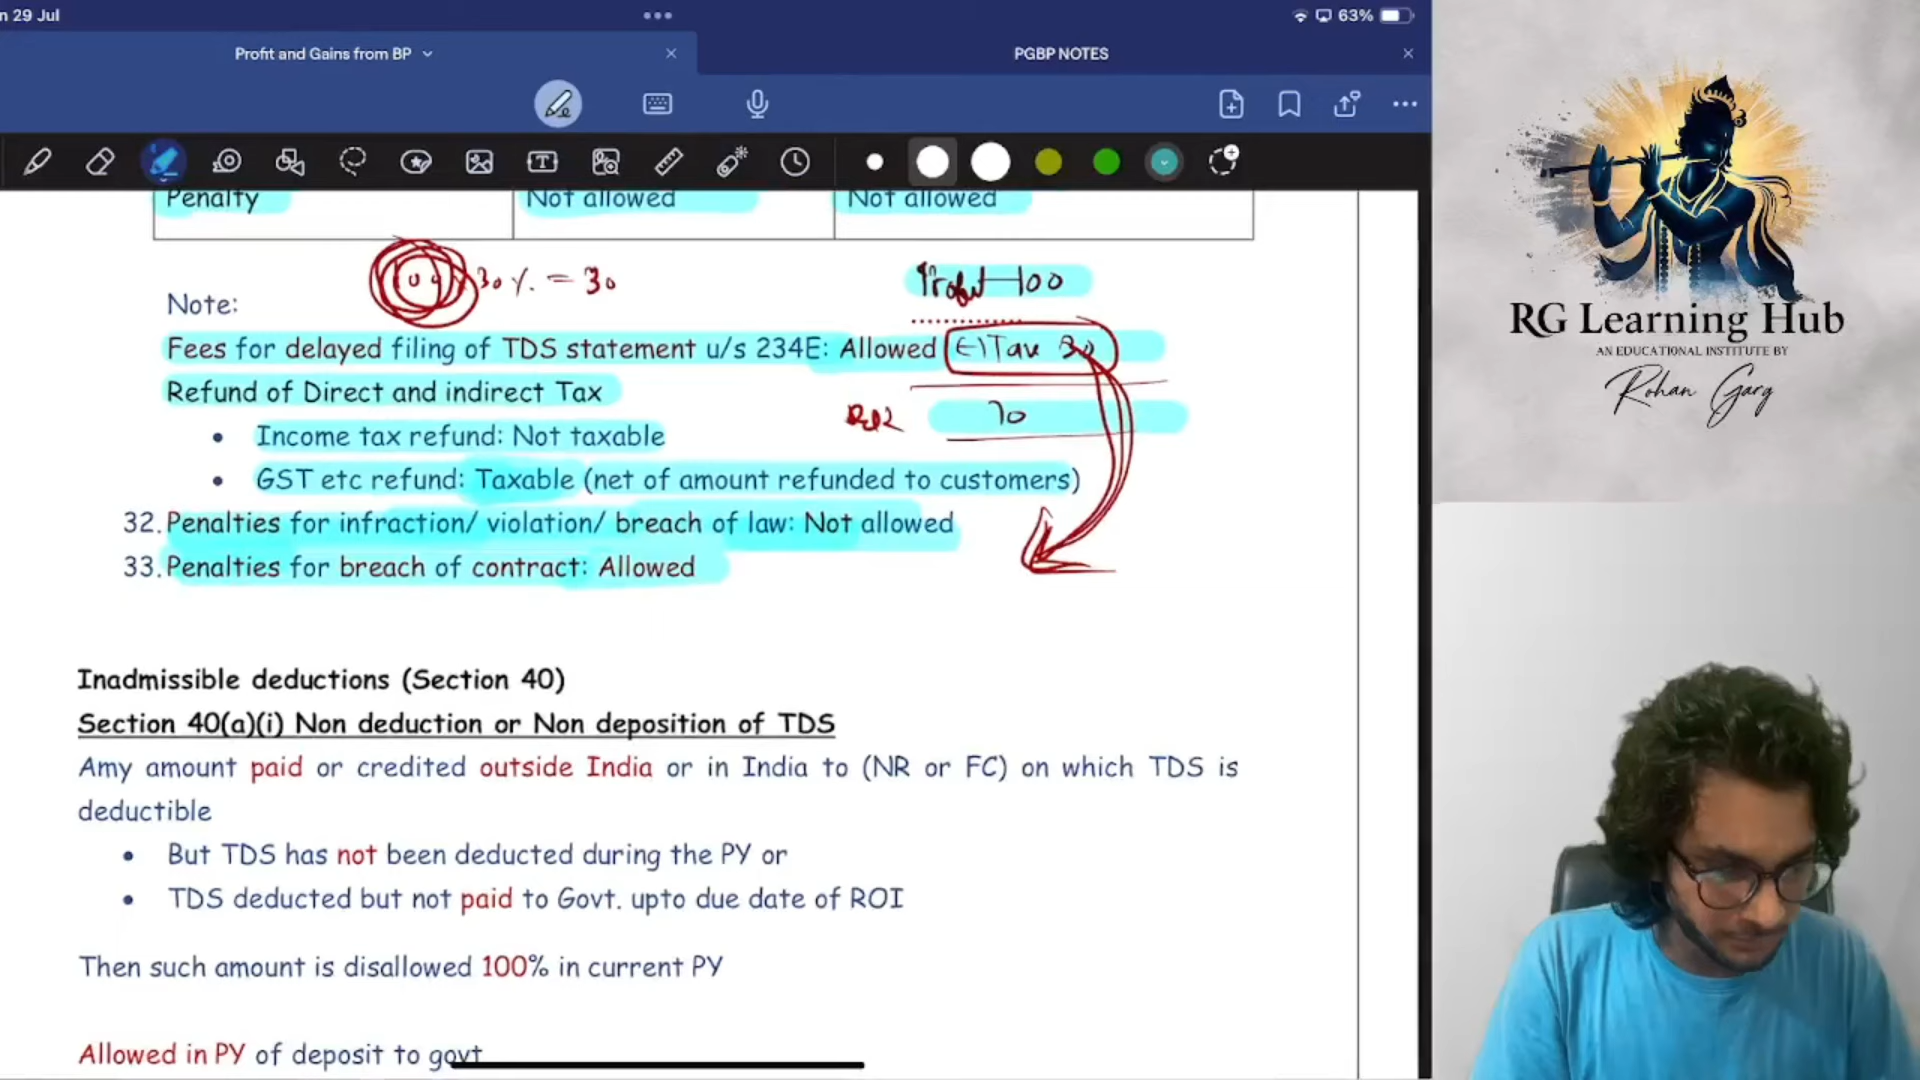 n 29 Jul
63%
Profit and Gains from BP
PGBP NOTES
Penalty
Not allowed
Not allowed
100 x 30 %. = 30
Profit 100
Note:
Fees for delayed filing of TDS statement u/s 234E: Allowed
(-) Tax 30
Refund of Direct and indirect Tax
70
• Income tax refund: Not taxable
• GST etc refund: Taxable (net of amount refunded to customers)
32. Penalties for infraction/ violation/ breach of law: Not allowed
33. Penalties for breach of contract: Allowed
Inadmissible deductions (Section 40)
Section 40(a)(i) Non deduction or Non deposition of TDS
Amy amount paid or credited outside India or in India to (NR or FC) on which TDS is
deductible
• But TDS has not been deducted during the PY or
• TDS deducted but not paid to Govt. upto due date of ROI
Then such amount is disallowed 100% in current PY
Allowed in PY of deposit to govt
RG Learning Hub
AN EDUCATIONAL INSTITUTE BY
Rohan Garg